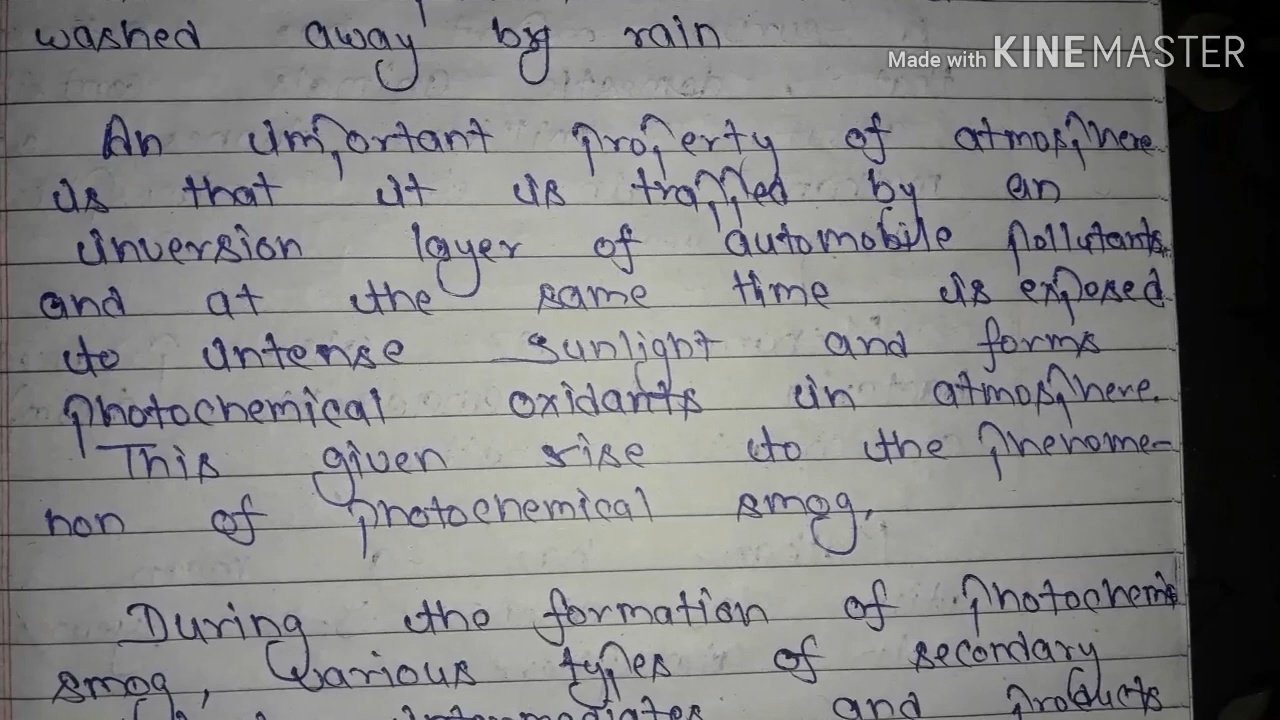 washed away by rain
Made with KINEMASTER
An important property of atmosphere
is that it is trapped by an
inversion layer of automobile pollutants
and at the same time is exposed
to intense sunlight and forms
photochemical oxidants in atmosphere.
This given rise to the phenome-
non of photochemical smog.
During the formation of photochemi
smog, various types of secondary
intermediates and products